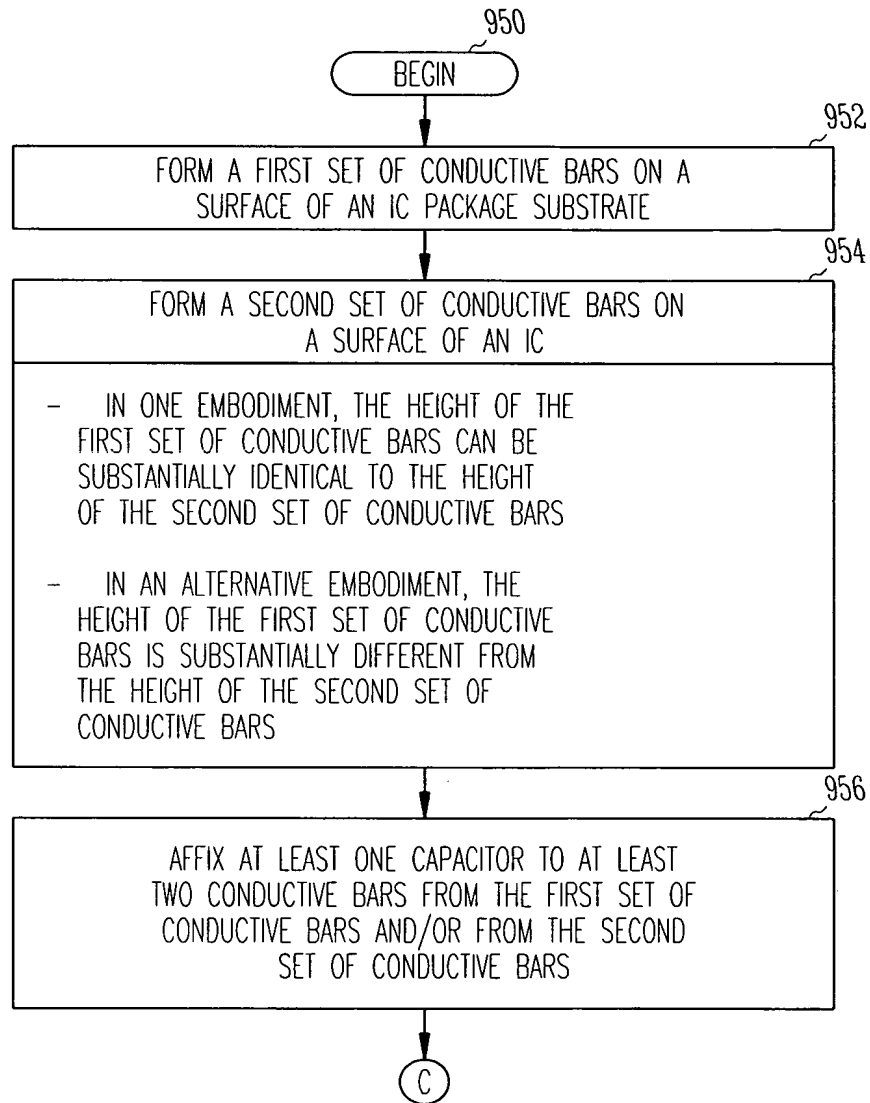 950
BEGIN
952
FORM A FIRST SET OF CONDUCTIVE BARS ON A
SURFACE OF AN IC PACKAGE SUBSTRATE
954
FORM A SECOND SET OF CONDUCTIVE BARS ON
A SURFACE OF AN IC
- IN ONE EMBODIMENT, THE HEIGHT OF THE
FIRST SET OF CONDUCTIVE BARS CAN BE
SUBSTANTIALLY IDENTICAL TO THE HEIGHT
OF THE SECOND SET OF CONDUCTIVE BARS
- IN AN ALTERNATIVE EMBODIMENT, THE
HEIGHT OF THE FIRST SET OF CONDUCTIVE
BARS IS SUBSTANTIALLY DIFFERENT FROM
THE HEIGHT OF THE SECOND SET OF
CONDUCTIVE BARS
956
AFFIX AT LEAST ONE CAPACITOR TO AT LEAST
TWO CONDUCTIVE BARS FROM THE FIRST SET OF
CONDUCTIVE BARS AND/OR FROM THE SECOND
SET OF CONDUCTIVE BARS
C